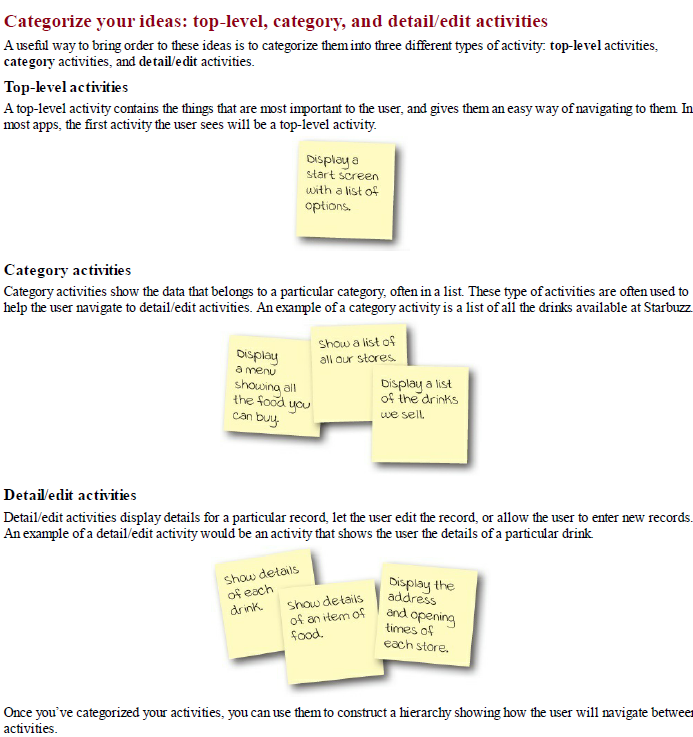 Categorize your ideas: top-level, category, and detail/edit activities
A useful way to bring order to these ideas is to categorize them into three different types of activity: top-level activities,
category activities, and detail/edit activities.
Top-level activities
A top-level activity contains the things that are most important to the user, and gives them an easy way of navigating to them. In
most apps, the first activity the user sees will be a top-level activity.
Display a
start screen
with a list of
options.
Category activities
Category activities show the data that belongs to a particular category, often in a list. These type of activities are often used to
help the user navigate to detail/edit activities. An example of a category activity is a list of all the drinks available at Starbuzz.
Display
a menu
showing all
the food you
can buy.
Show a list of
all our stores.
Display a list
of the drinks
we sell.
Detail/edit activities
Detail/edit activities display details for a particular record, let the user edit the record, or allow the user to enter new records.
An example of a detail/edit activity would be an activity that shows the user the details of a particular drink.
Show details
of each
drink.
Show details
of an item of
food.
Display the
address
and opening
times of
each store.
Once you’ve categorized your activities, you can use them to construct a hierarchy showing how the user will navigate between
activities.